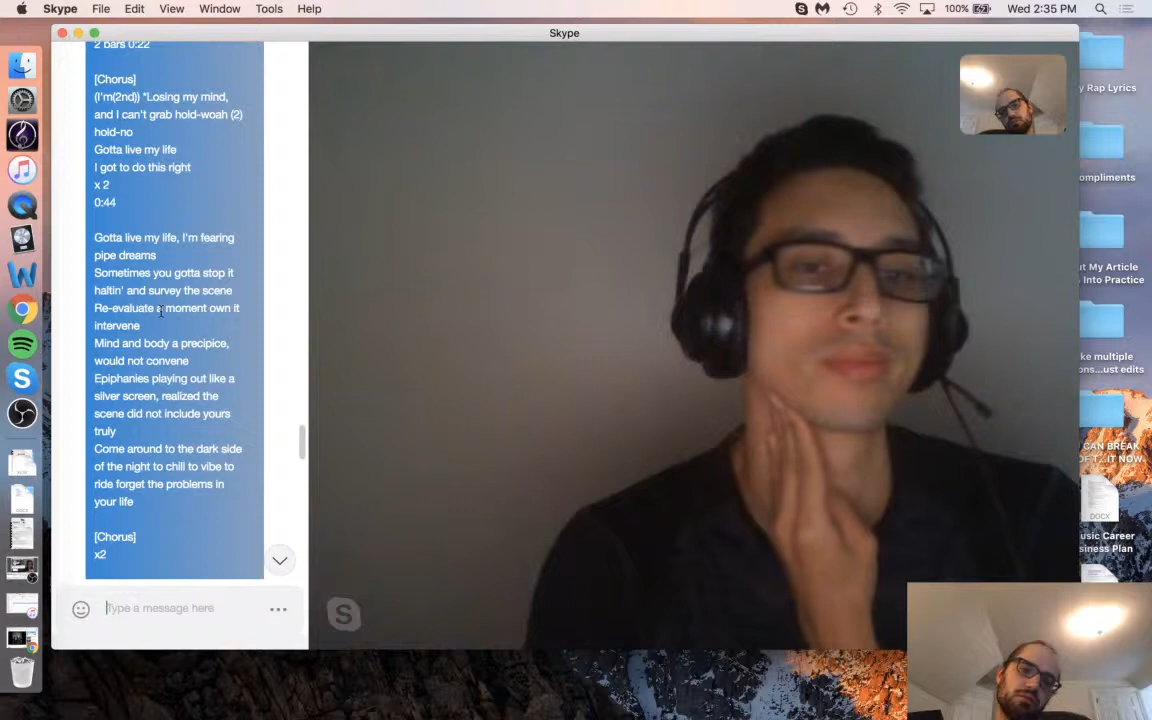 Skype File Edit View Window Tools Help 100% Wed 2:35 PM
Skype
2 bars 0:22
[Chorus]
(I'm(2nd)) *Losing my mind,
and I can't grab hold-woah (2)
hold-no
Gotta live my life
I got to do this right
x 2
0:44
Gotta live my life, I'm fearing
pipe dreams
Sometimes you gotta stop it
haltin' and survey the scene
Re-evaluate a moment own it
intervene
Mind and body a precipice,
would not convene
Epiphanies playing out like a
silver screen, realized the
scene did not include yours
truly
Come around to the dark side
of the night to chill to vibe to
ride forget the problems in
your life
[Chorus]
x2
Type a message here
y Rap Lyrics
ompliments
ut My Article
Into Practice
ke multiple
ons...ust edits
CAN BREAK
OF T...IT NOW
DOCX
usic Career
siness Plan